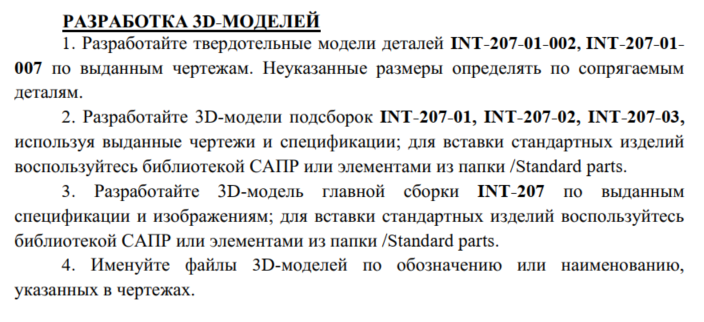 РАЗРАБОТКА 3D-МОДЕЛЕЙ
1. Разработайте твердотельные модели деталей INT-207-01-002, INT-207-01-
007 по выданным чертежам. Неуказанные размеры определять по сопрягаемым
деталям.
2. Разработайте 3D-модели подсборок INT-207-01, INT-207-02, INT-207-03,
используя выданные чертежи и спецификации; для вставки стандартных изделий
воспользуйтесь библиотекой САПР или элементами из папки /Standard parts.
3. Разработайте 3D-модель главной сборки INT-207 по выданным
спецификации и изображениям; для вставки стандартных изделий воспользуйтесь
библиотекой САПР или элементами из папки /Standard parts.
4. Именуйте файлы 3D-моделей по обозначению или наименованию,
указанных в чертежах.